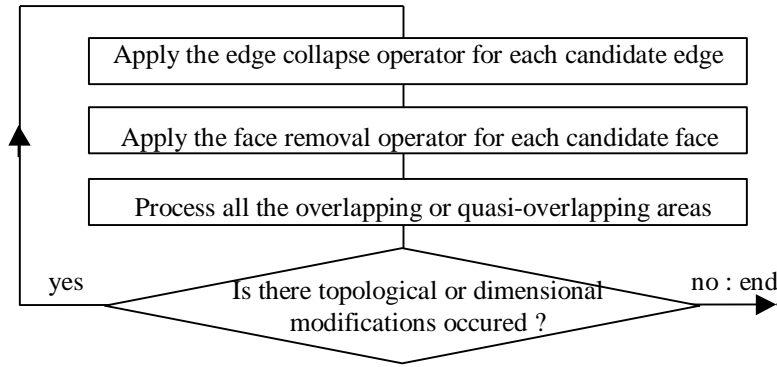 Apply the edge collapse operator for each candidate edge
Apply the face removal operator for each candidate face
Process all the overlapping or quasi-overlapping areas
yes
no : end
Is there topological or dimensional
modifications occured ?